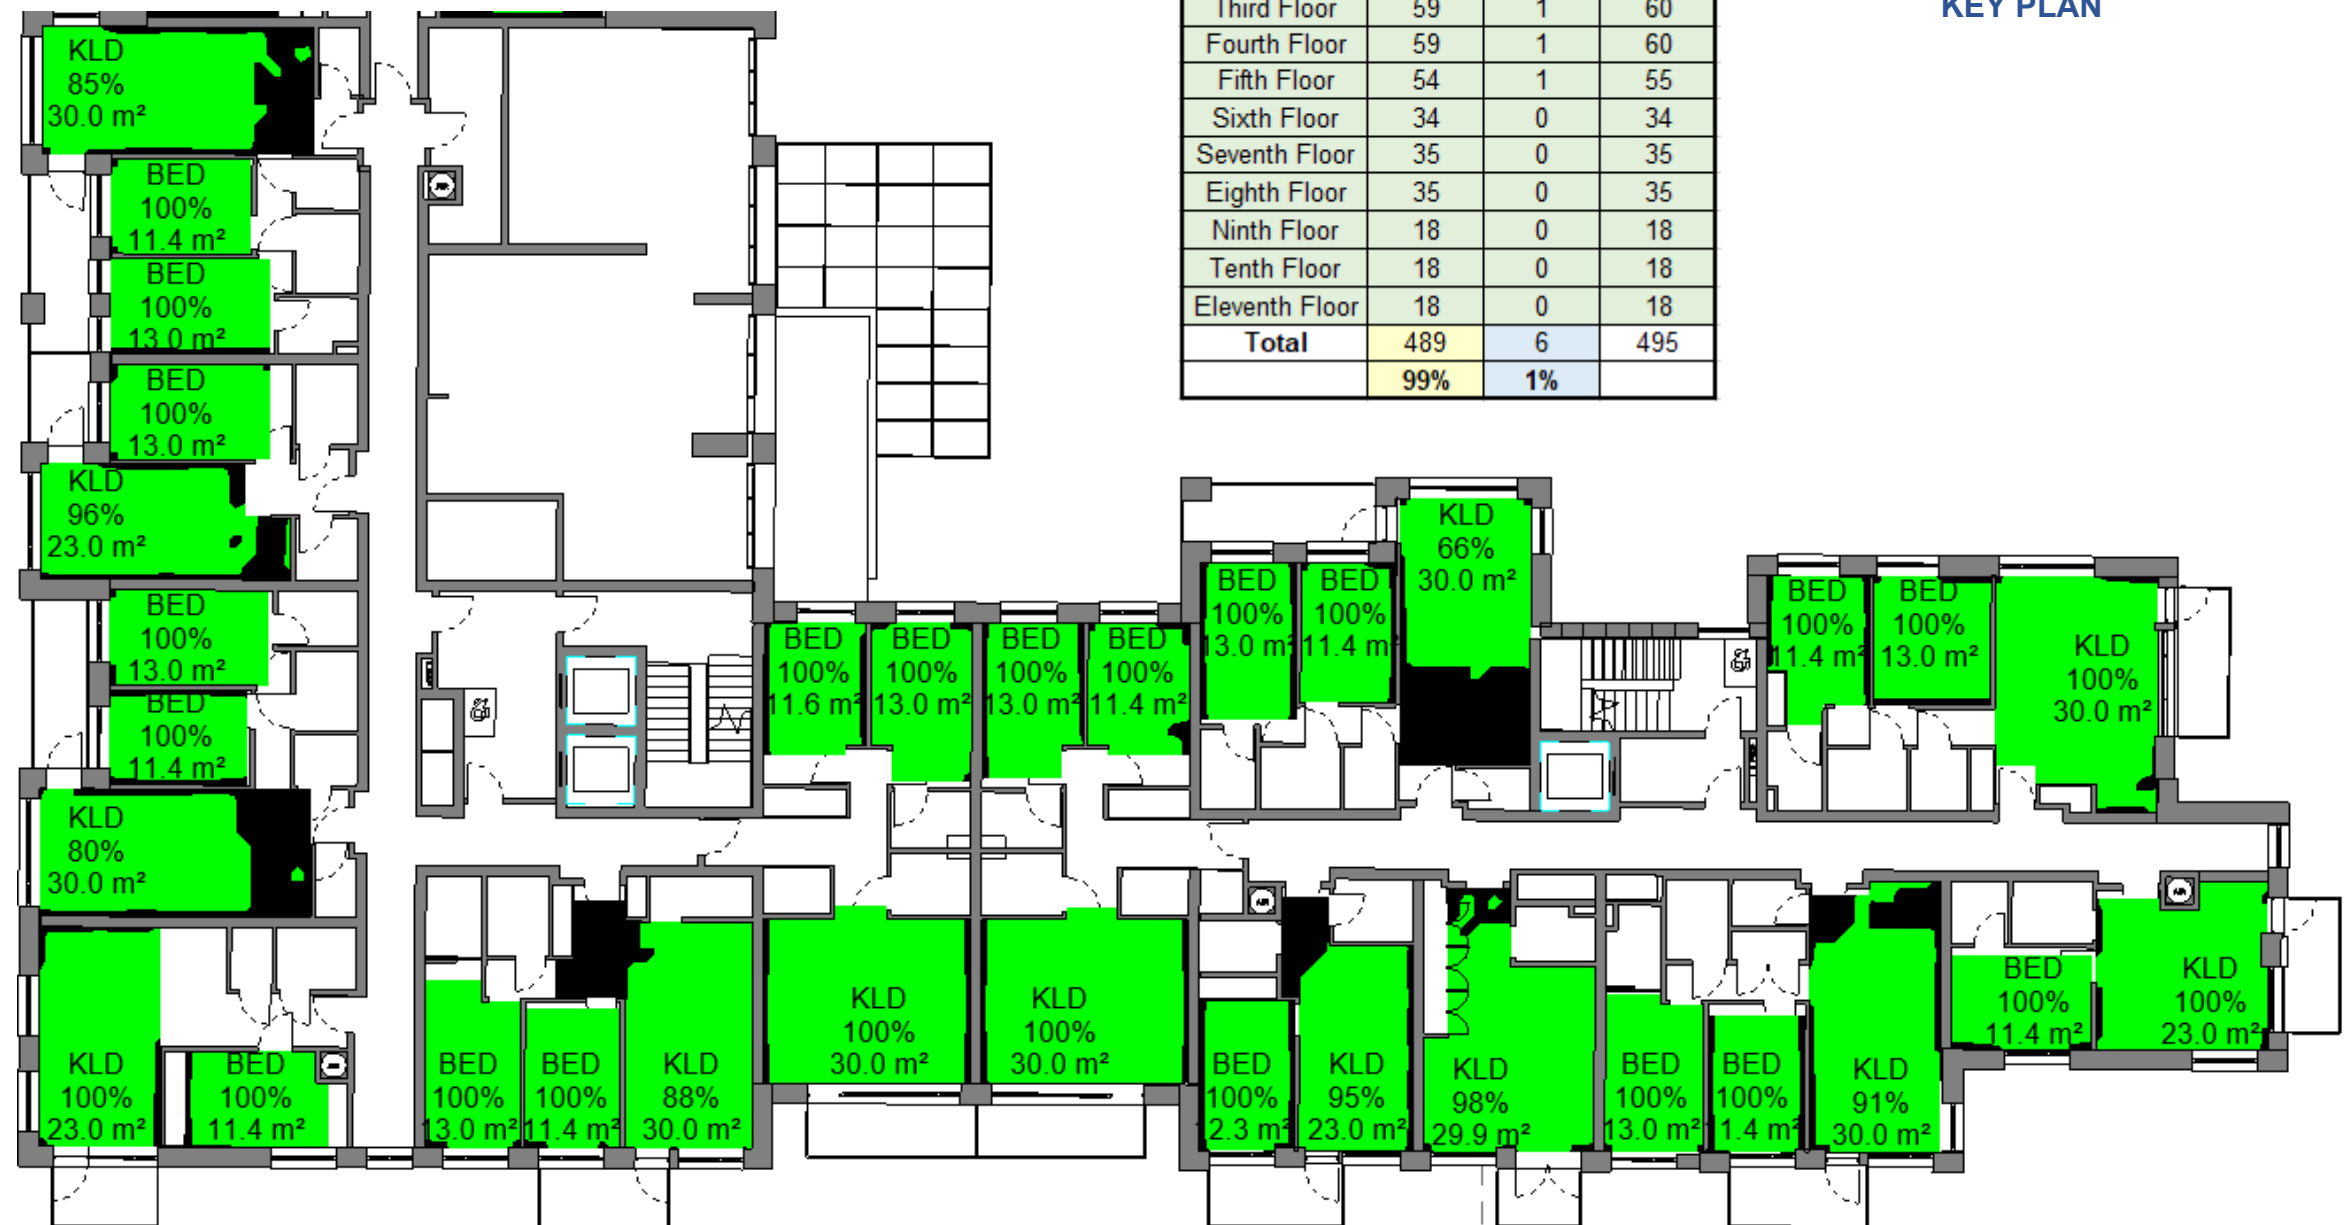 KEY PLAN
Third Floor 59 1 60
Fourth Floor 59 1 60
Fifth Floor 54 1 55
Sixth Floor 34 0 34
Seventh Floor 35 0 35
Eighth Floor 35 0 35
Ninth Floor 18 0 18
Tenth Floor 18 0 18
Eleventh Floor 18 0 18
Total 489 6 495
99% 1%
KLD
85%
30.0 m²
BED
100%
11.4 m²
BED
100%
13.0 m²
BED
100%
13.0 m²
KLD
96%
23.0 m²
BED
100%
13.0 m²
BED
100%
11.4 m²
KLD
80%
30.0 m²
KLD
100%
23.0 m²
BED
100%
11.4 m²
BED
100%
13.0 m²
BED
100%
11.4 m²
KLD
88%
30.0 m²
BED
100%
11.6 m²
BED
100%
13.0 m²
BED
100%
13.0 m²
BED
100%
11.4 m²
KLD
100%
30.0 m²
KLD
100%
30.0 m²
BED
100%
13.0 m²
BED
100%
11.4 m²
KLD
66%
30.0 m²
BED
100%
11.4 m²
BED
100%
13.0 m²
KLD
100%
30.0 m²
BED
100%
2.3 m²
KLD
95%
23.0 m²
KLD
98%
29.9 m²
BED
100%
13.0 m²
BED
100%
1.4 m²
KLD
91%
30.0 m²
BED
100%
11.4 m²
KLD
100%
23.0 m²